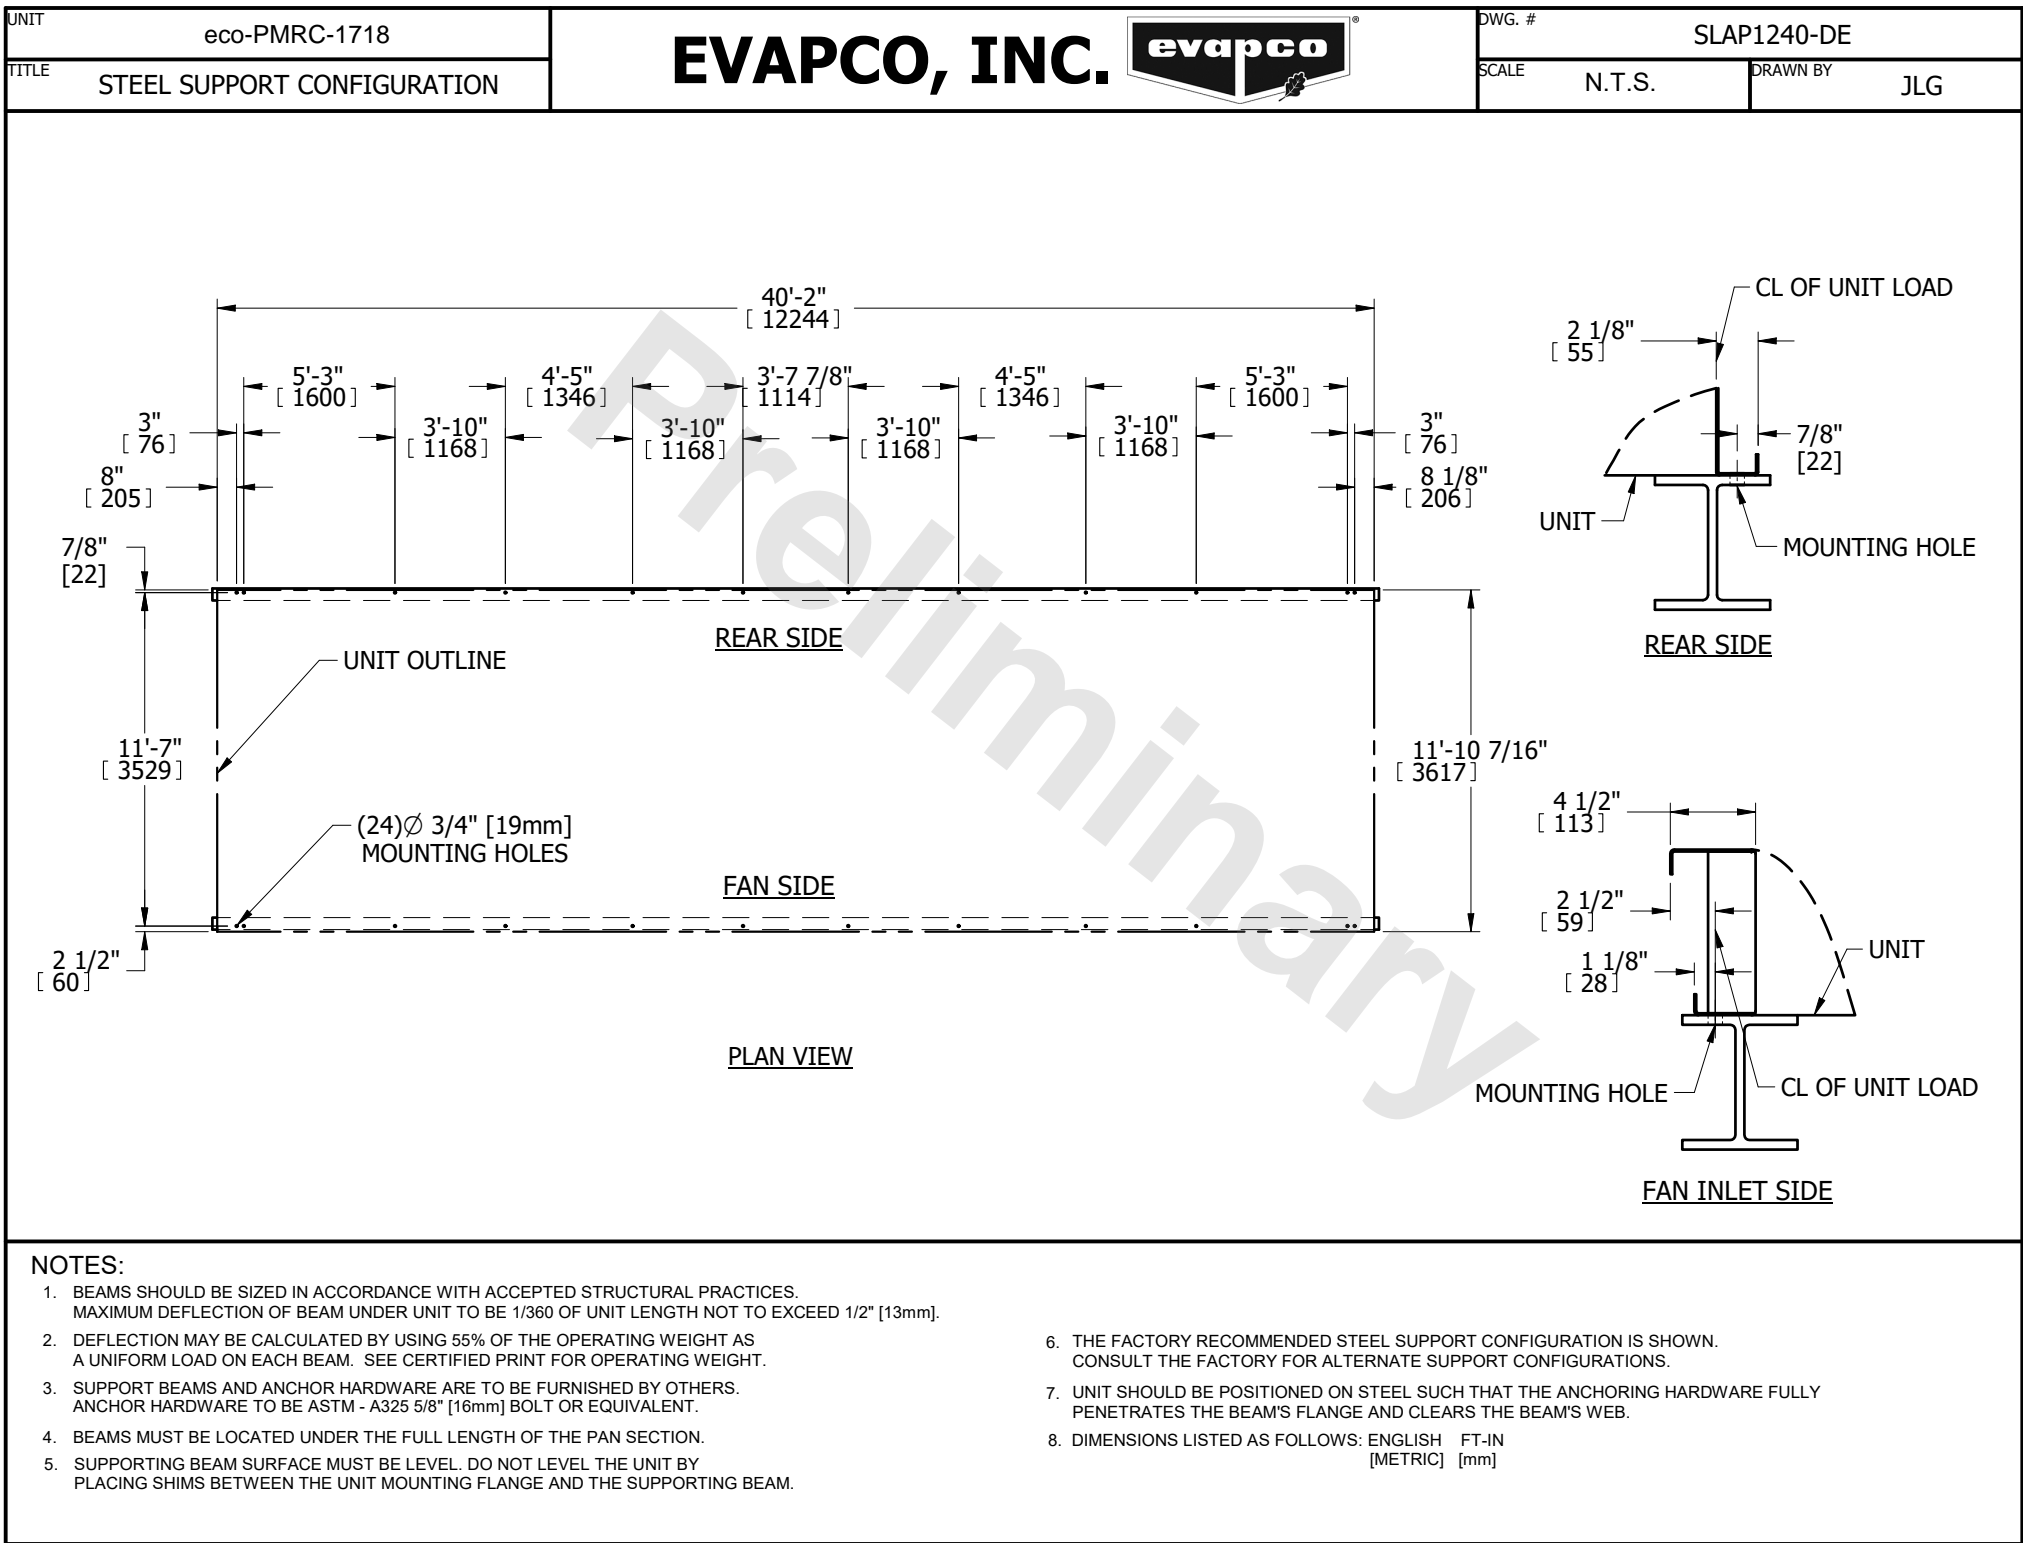 UNIT
eco-PMRC-1718
TITLE
STEEL SUPPORT CONFIGURATION
EVAPCO, INC.
evapco
®
DWG. #
SLAP1240-DE
SCALE
N.T.S.
DRAWN BY
JLG
40'-2"
[ 12244 ]
5'-3"
[ 1600 ]
4'-5"
[ 1346 ]
3'-7 7/8"
[ 1114 ]
4'-5"
[ 1346 ]
5'-3"
[ 1600 ]
3"
[ 76 ]
3'-10"
[ 1168 ]
3'-10"
[ 1168 ]
3'-10"
[ 1168 ]
3'-10"
[ 1168 ]
3"
[ 76 ]
8"
[ 205 ]
8 1/8"
[ 206 ]
7/8"
[22]
REAR SIDE
UNIT OUTLINE
11'-7"
[ 3529 ]
11'-10 7/16"
[ 3617 ]
(24)Ø 3/4" [19mm]
MOUNTING HOLES
FAN SIDE
2 1/2"
[ 60 ]
PLAN VIEW
Preliminary
CL OF UNIT LOAD
2 1/8"
[ 55 ]
7/8"
[22]
UNIT
MOUNTING HOLE
REAR SIDE
4 1/2"
[ 113 ]
2 1/2"
[ 59 ]
1 1/8"
[ 28 ]
UNIT
MOUNTING HOLE
CL OF UNIT LOAD
FAN INLET SIDE
NOTES:
1. BEAMS SHOULD BE SIZED IN ACCORDANCE WITH ACCEPTED STRUCTURAL PRACTICES.
MAXIMUM DEFLECTION OF BEAM UNDER UNIT TO BE 1/360 OF UNIT LENGTH NOT TO EXCEED 1/2" [13mm].
2. DEFLECTION MAY BE CALCULATED BY USING 55% OF THE OPERATING WEIGHT AS
A UNIFORM LOAD ON EACH BEAM. SEE CERTIFIED PRINT FOR OPERATING WEIGHT.
3. SUPPORT BEAMS AND ANCHOR HARDWARE ARE TO BE FURNISHED BY OTHERS.
ANCHOR HARDWARE TO BE ASTM - A325 5/8" [16mm] BOLT OR EQUIVALENT.
4. BEAMS MUST BE LOCATED UNDER THE FULL LENGTH OF THE PAN SECTION.
5. SUPPORTING BEAM SURFACE MUST BE LEVEL. DO NOT LEVEL THE UNIT BY
PLACING SHIMS BETWEEN THE UNIT MOUNTING FLANGE AND THE SUPPORTING BEAM.
6. THE FACTORY RECOMMENDED STEEL SUPPORT CONFIGURATION IS SHOWN.
CONSULT THE FACTORY FOR ALTERNATE SUPPORT CONFIGURATIONS.
7. UNIT SHOULD BE POSITIONED ON STEEL SUCH THAT THE ANCHORING HARDWARE FULLY
PENETRATES THE BEAM'S FLANGE AND CLEARS THE BEAM'S WEB.
8. DIMENSIONS LISTED AS FOLLOWS: ENGLISH FT-IN
[METRIC] [mm]